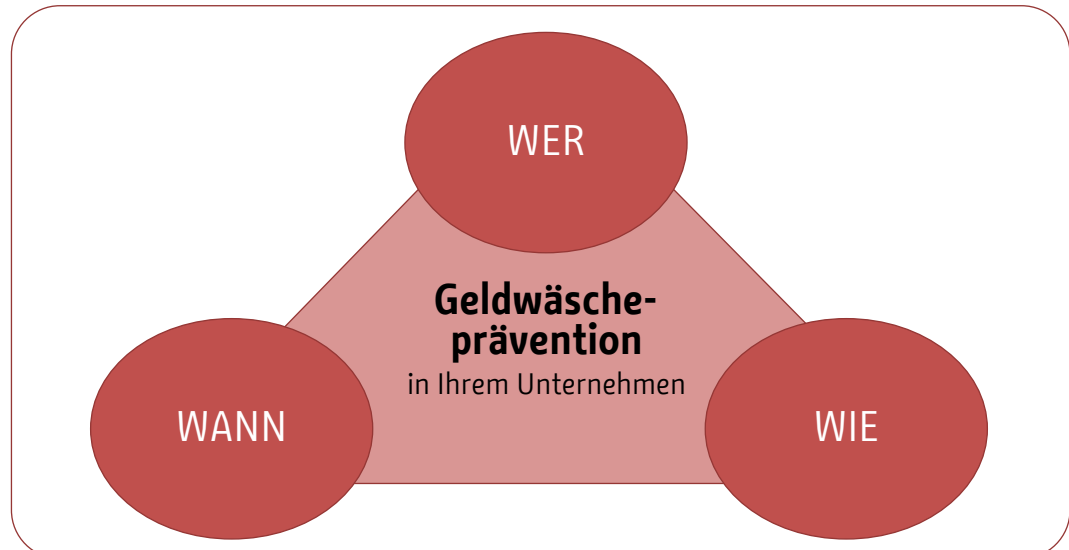 WER
Geldwäsche-
prävention
in Ihrem Unternehmen
WANN
WIE